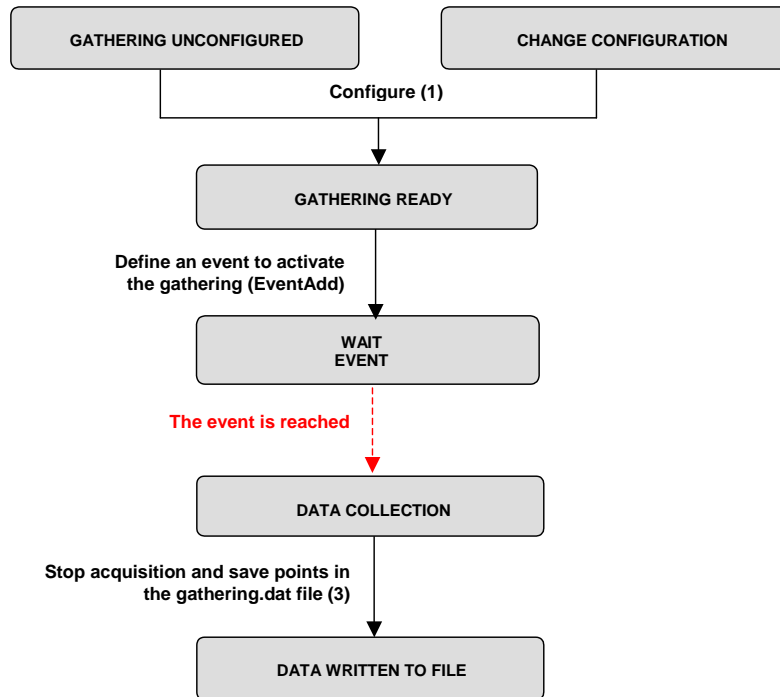 GATHERING UNCONFIGURED
CHANGE CONFIGURATION
Configure (1)
GATHERING READY
Define an event to activate
the gathering (EventAdd)
WAIT
EVENT
The event is reached
DATA COLLECTION
Stop acquisition and save points in
the gathering.dat file (3)
DATA WRITTEN TO FILE